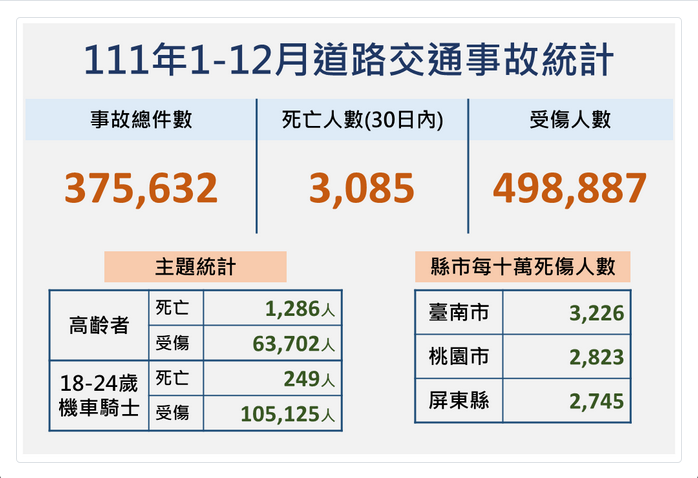 111年1-12月道路交通事故統計
事故總件數 死亡人數(30日內) 受傷人數
375,632 3,085 498,887
主題統計
高齡者 死亡 1,286人
受傷 63,702人
18-24歲
機車騎士 死亡 249人
受傷 105,125人
縣市每十萬死傷人數
臺南市 3,226
桃園市 2,823
屏東縣 2,745